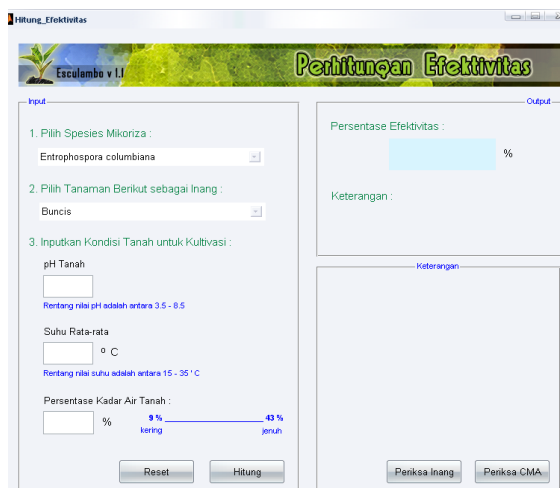 Hitung_Efektivitas
Esculambo v 1.1
Perhitungan Efektivitas
Input
1. Pilih Spesies Mikoriza :
Entrophospora columbiana
2. Pilih Tanaman Berikut sebagai Inang :
Buncis
3. Inputkan Kondisi Tanah untuk Kultivasi :
pH Tanah
Rentang nilai pH adalah antara 3.5 - 8.5
Suhu Rata-rata
º C
Rentang nilai suhu adalah antara 15 - 35 ' C
Persentase Kadar Air Tanah :
% 9 % 43 %
kering jenuh
Reset Hitung
Output
Persentase Efektivitas :
%
Keterangan :
Keterangan
Periksa Inang Periksa CMA